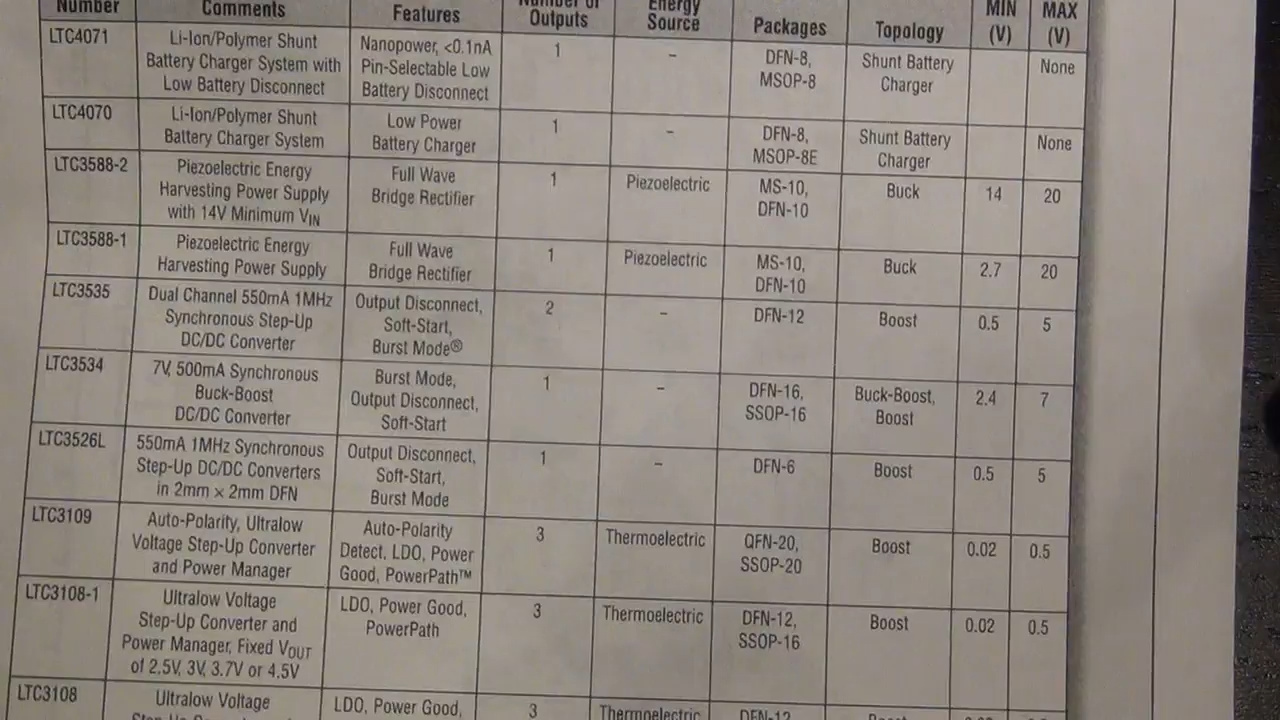 Number Comments Features Number of Outputs Energy Source Packages Topology MIN (V) MAX (V)
LTC4071 Li-Ion/Polymer Shunt Battery Charger System with Low Battery Disconnect Nanopower, <0.1nA Pin-Selectable Low Battery Disconnect 1 – DFN-8, MSOP-8 Shunt Battery Charger None
LTC4070 Li-Ion/Polymer Shunt Battery Charger System Low Power Battery Charger 1 – DFN-8, MSOP-8E Shunt Battery Charger None
LTC3588-2 Piezoelectric Energy Harvesting Power Supply with 14V Minimum VIN Full Wave Bridge Rectifier 1 Piezoelectric MS-10, DFN-10 Buck 14 20
LTC3588-1 Piezoelectric Energy Harvesting Power Supply Full Wave Bridge Rectifier 1 Piezoelectric MS-10, DFN-10 Buck 2.7 20
LTC3535 Dual Channel 550mA 1MHz Synchronous Step-Up DC/DC Converter Output Disconnect, Soft-Start, Burst Mode® 2 – DFN-12 Boost 0.5 5
LTC3534 7V, 500mA Synchronous Buck-Boost DC/DC Converter Burst Mode, Output Disconnect, Soft-Start 1 – DFN-16, SSOP-16 Buck-Boost, Boost 2.4 7
LTC3526L 550mA 1MHz Synchronous Step-Up DC/DC Converters in 2mm × 2mm DFN Output Disconnect, Soft-Start, Burst Mode 1 – DFN-6 Boost 0.5 5
LTC3109 Auto-Polarity, Ultralow Voltage Step-Up Converter and Power Manager Auto-Polarity Detect, LDO, Power Good, PowerPath™ 3 Thermoelectric QFN-20, SSOP-20 Boost 0.02 0.5
LTC3108-1 Ultralow Voltage Step-Up Converter and Power Manager, Fixed VOUT of 2.5V, 3V, 3.7V or 4.5V LDO, Power Good, PowerPath 3 Thermoelectric DFN-12, SSOP-16 Boost 0.02 0.5
LTC3108 Ultralow Voltage LDO, Power Good, 3 Thermoelectric DFN-12